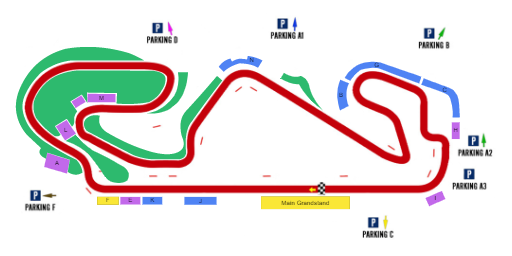 P
PARKING D
P
PARKING A1
P
PARKING B
N
G
G
C
M
L
H
A
P
PARKING A2
P
PARKING A3
P
PARKING F
F
E
K
J
Main Grandstand
I
P
PARKING C